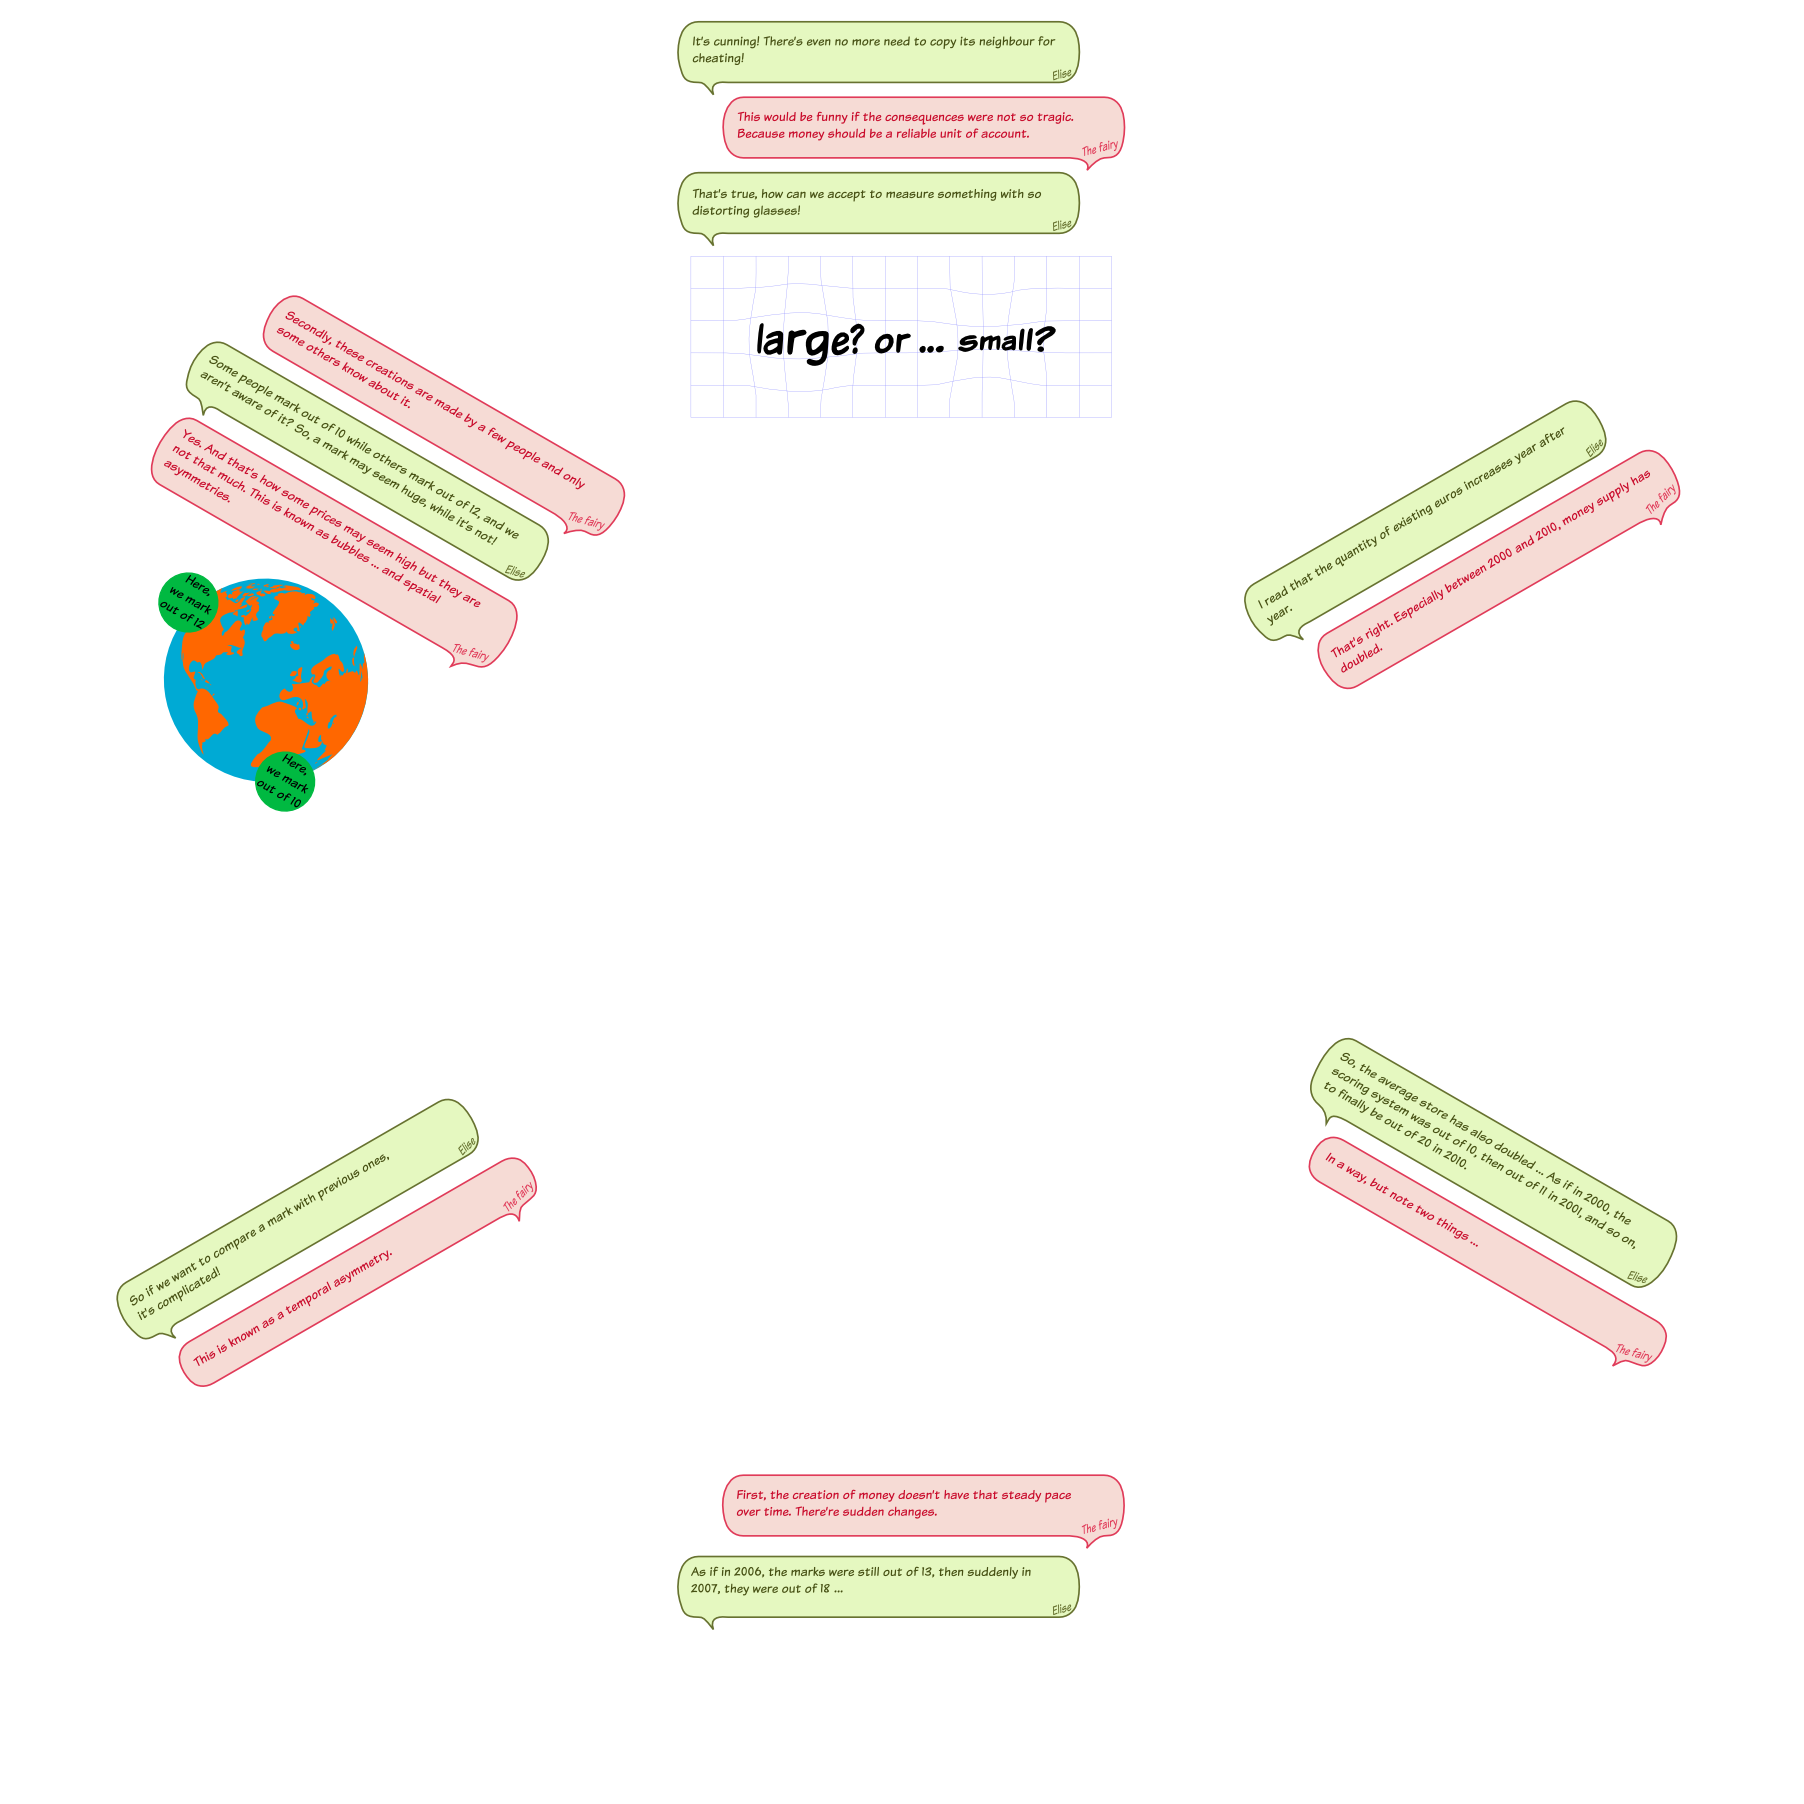 It's cunning! There's even no more need to copy its neighbour for
cheating!
Elise
This would be funny if the consequences were not so tragic.
Because money should be a reliable unit of account.
The fairy
That's true, how can we accept to measure something with so
distorting glasses!
Elise
large? or ... small?
I read that the quantity of existing euros increases year after
year.
Elise
That's right. Especially between 2000 and 2010, money supply has
doubled.
The fairy
So, the average store has also doubled ... As if in 2000, the
scoring system was out of 10, then out of 11 in 2001, and so on,
to finally be out of 20 in 2010.
Elise
In a way, but note two things ...
The fairy
First, the creation of money doesn't have that steady pace
over time. There're sudden changes.
The fairy
As if in 2006, the marks were still out of 13, then suddenly in
2007, they were out of 18 ...
Elise
So if we want to compare a mark with previous ones,
it's complicated!
Elise
This is known as a temporal asymmetry.
The fairy
Secondly, these creations are made by a few people and only
some others know about it.
The fairy
Some people mark out of 10 while others mark out of 12, and we
aren't aware of it? So, a mark may seem huge, while it's not!
Elise
Yes. And that's how some prices may seem high but they are
not that much. This is known as bubbles ... and spatial
asymmetries.
The fairy
Here,
we mark
out of 12
Here,
we mark
out of 10